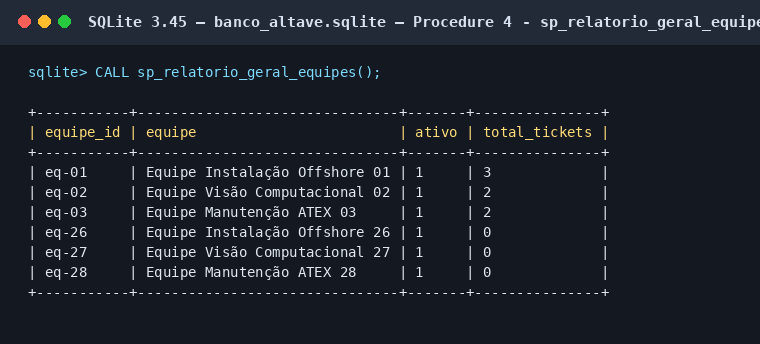 SQLite 3.45 — banco_altave.sqlite — Procedure 4 - sp_relatorio_geral_equipe
sqlite> CALL sp_relatorio_geral_equipes();
+-----------+-------------------------------+-------+---------------+
| equipe_id | equipe                        | ativo | total_tickets |
+-----------+-------------------------------+-------+---------------+
| eq-01     | Equipe Instalação Offshore 01 | 1     | 3             |
| eq-02     | Equipe Visão Computacional 02 | 1     | 2             |
| eq-03     | Equipe Manutenção ATEX 03     | 1     | 2             |
| eq-26     | Equipe Instalação Offshore 26 | 1     | 0             |
| eq-27     | Equipe Visão Computacional 27 | 1     | 0             |
| eq-28     | Equipe Manutenção ATEX 28     | 1     | 0             |
+-----------+-------------------------------+-------+---------------+